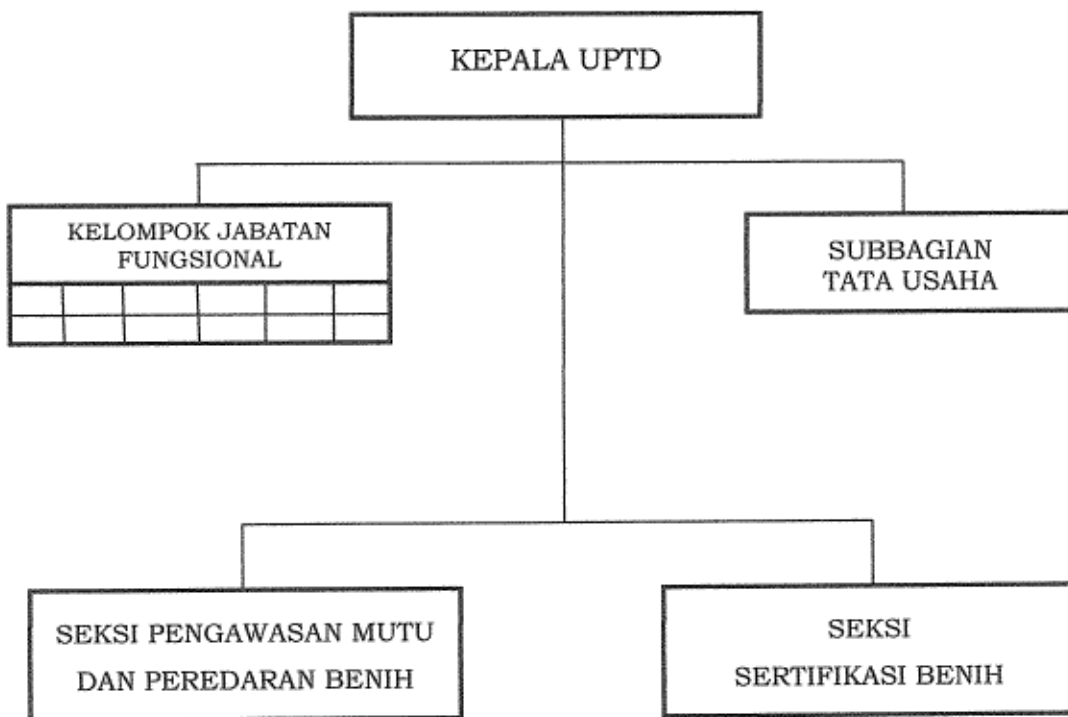 KEPALA UPTD
KELOMPOK JABATAN
FUNGSIONAL
SUBBAGIAN
TATA USAHA
SEKSI PENGAWASAN MUTU
DAN PEREDARAN BENIH
SEKSI
SERTIFIKASI BENIH